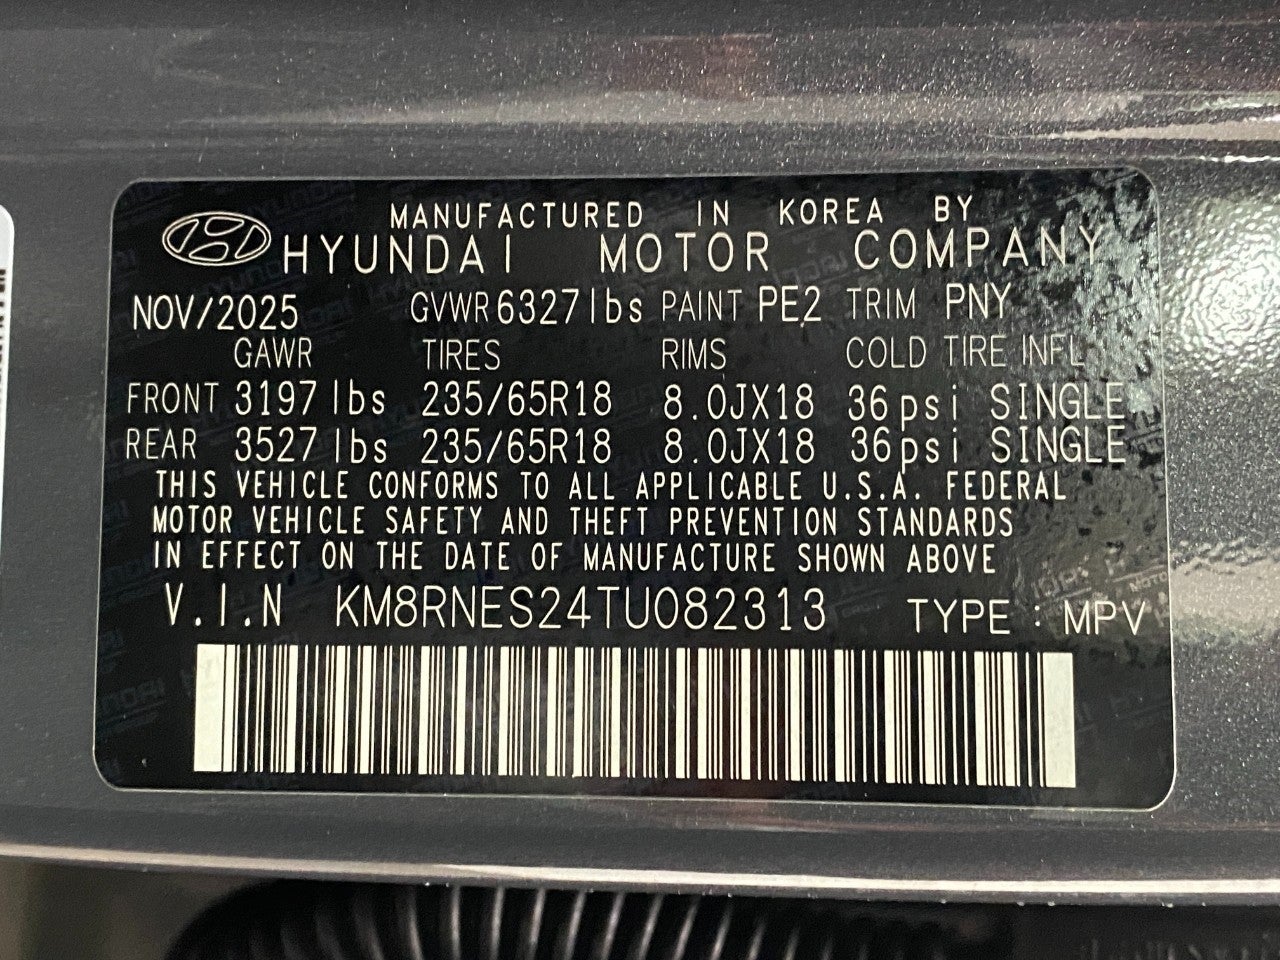 MANUFACTURED IN KOREA BY
HYUNDAI MOTOR COMPANY
NOV/2025 GVWR 6327 lbs PAINT PE2 TRIM PNY
GAWR TIRES RIMS COLD TIRE INFL
FRONT 3197 lbs 235/65R18 8.0JX18 36psi SINGLE
REAR 3527 lbs 235/65R18 8.0JX18 36psi SINGLE
THIS VEHICLE CONFORMS TO ALL APPLICABLE U.S.A. FEDERAL
MOTOR VEHICLE SAFETY AND THEFT PREVENTION STANDARDS
IN EFFECT ON THE DATE OF MANUFACTURE SHOWN ABOVE
V.I.N KM8RNES24TU082313 TYPE : MPV